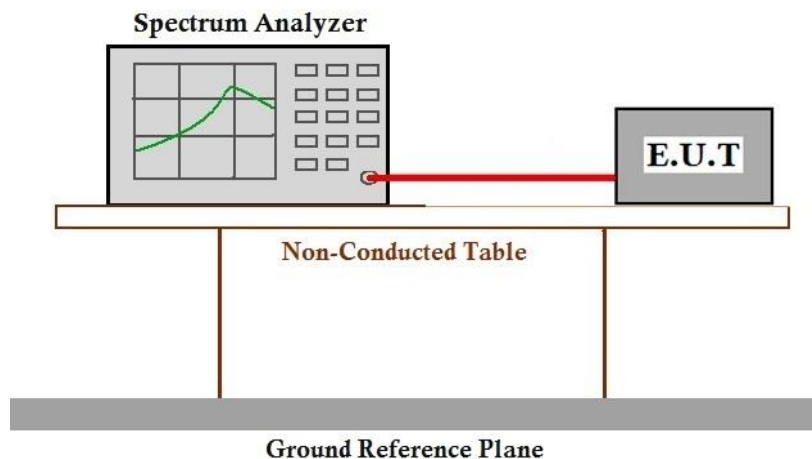 Spectrum Analyzer
E.U.T
Non-Conducted Table
Ground Reference Plane